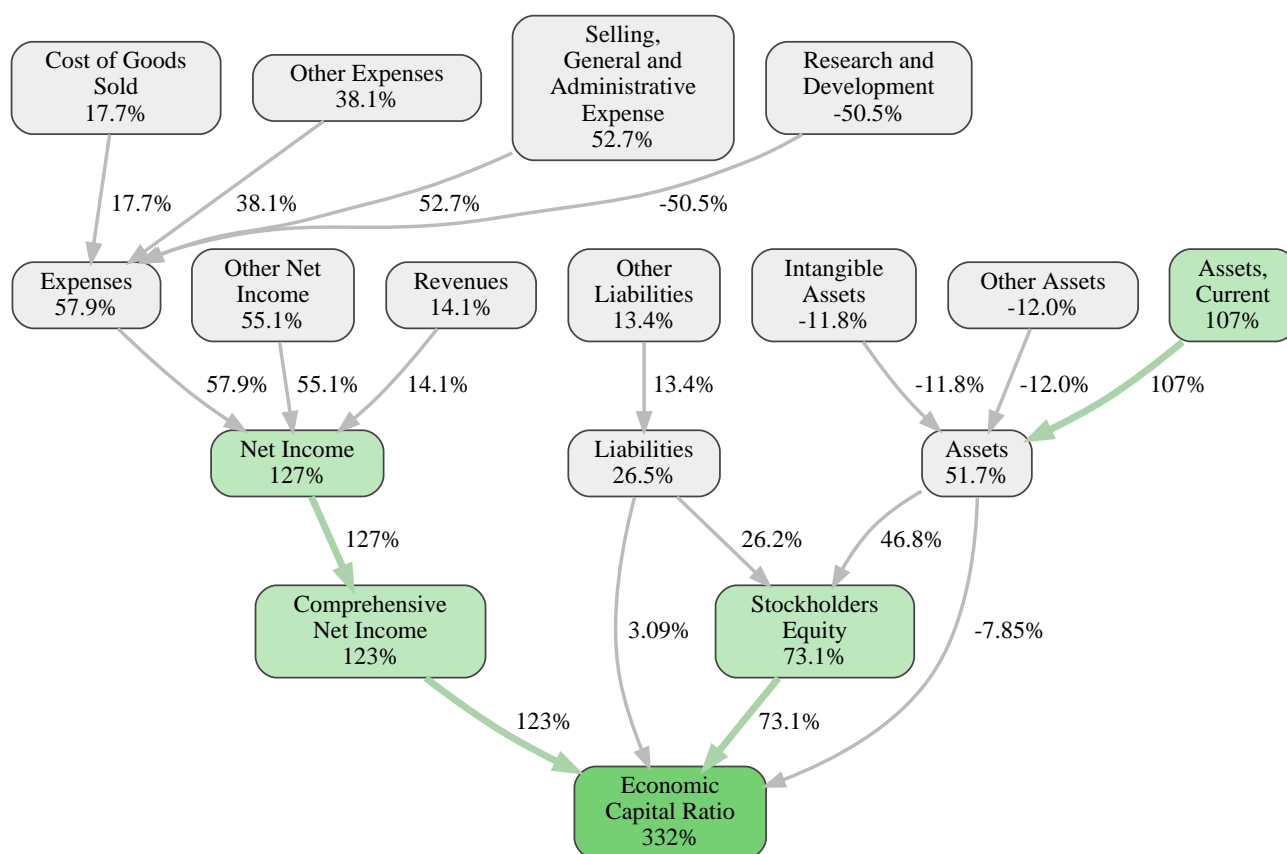 Cost of Goods
Sold
17.7%
Other Expenses
38.1%
Selling,
General and
Administrative
Expense
52.7%
Research and
Development
-50.5%
17.7%
38.1%
52.7%
-50.5%
Expenses
57.9%
Other Net
Income
55.1%
Revenues
14.1%
Other
Liabilities
13.4%
Intangible
Assets
-11.8%
Other Assets
-12.0%
Assets,
Current
107%
57.9%
55.1%
14.1%
13.4%
-11.8%
-12.0%
107%
Net Income
127%
Liabilities
26.5%
Assets
51.7%
127%
26.2%
46.8%
Comprehensive
Net Income
123%
3.09%
Stockholders
Equity
73.1%
-7.85%
123%
73.1%
Economic
Capital Ratio
332%